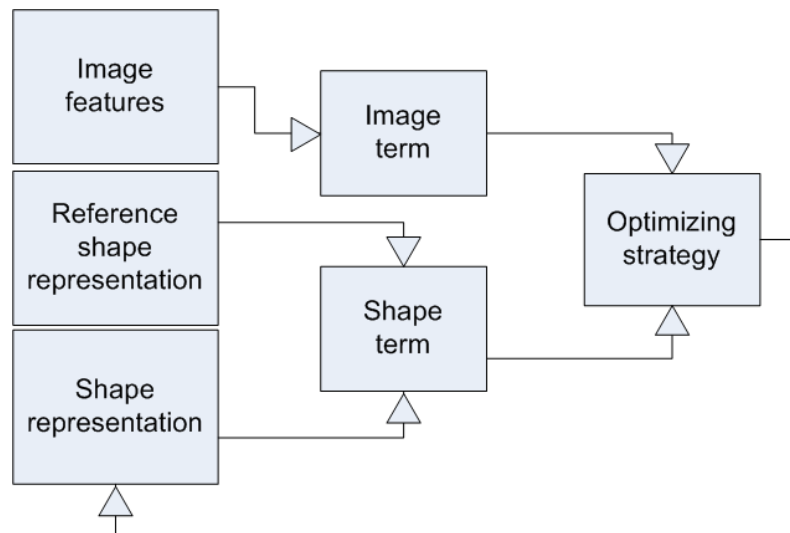 Image
features
Image
term
Reference
shape
representation
Optimizing
strategy
Shape
term
Shape
representation